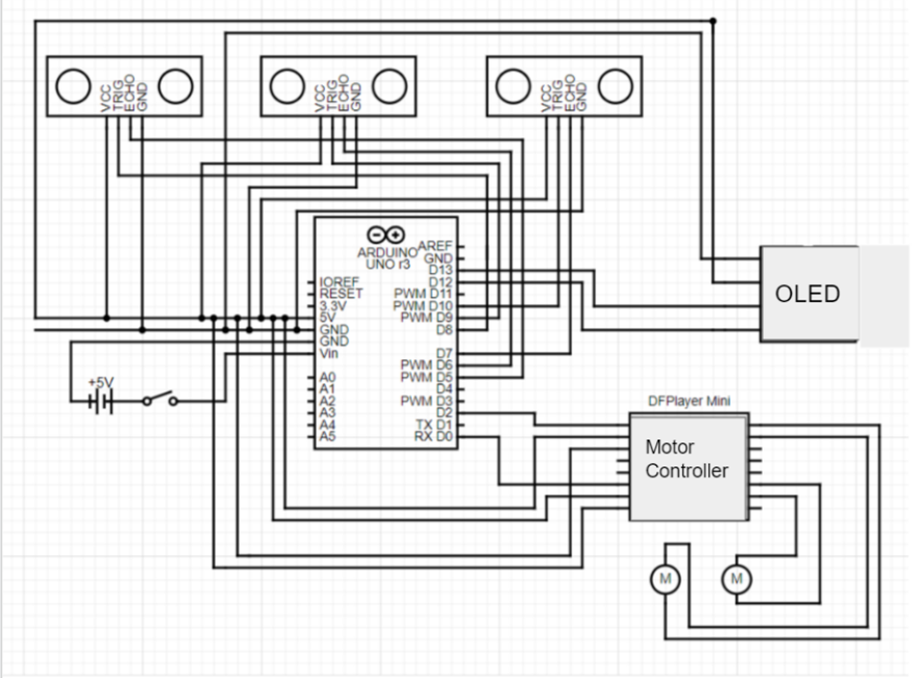 VCC
TRIG
ECHO
GND
VCC
TRIG
ECHO
GND
VCC
TRIG
ECHO
GND
ARDUINO
UNO r3
IOREF
RESET
3.3V
5V
GND
GND
Vin
A0
A1
A2
A3
A4
A5
AREF
GND
D13
D12
PWM D11
PWM D10
PWM D9
D8
D7
PWM D6
PWM D5
D4
PWM D3
D2
TX D1
RX D0
+5V
OLED
DFPlayer Mini
Motor
Controller
M
M